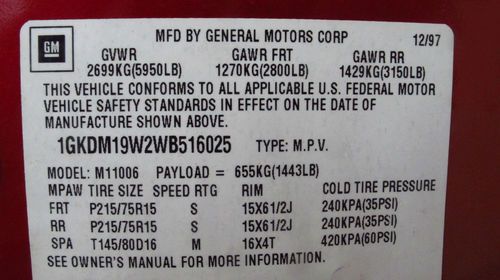 GM
MFD BY GENERAL MOTORS CORP 12/97
GVWR GAWR FRT GAWR RR
2699KG(5950LB) 1270KG(2800LB) 1429KG(3150LB)
THIS VEHICLE CONFORMS TO ALL APPLICABLE U.S. FEDERAL MOTOR
VEHICLE SAFETY STANDARDS IN EFFECT ON THE DATE OF
MANUFACTURE SHOWN ABOVE.
1GKDM19W2WB516025 TYPE: M.P.V.
MODEL: M11006 PAYLOAD = 655KG(1443LB)
MPAW TIRE SIZE SPEED RTG RIM COLD TIRE PRESSURE
FRT P215/75R15 S 15X61/2J 240KPA(35PSI)
RR P215/75R15 S 15X61/2J 240KPA(35PSI)
SPA T145/80D16 M 16X4T 420KPA(60PSI)
SEE OWNER'S MANUAL FOR MORE INFORMATION.